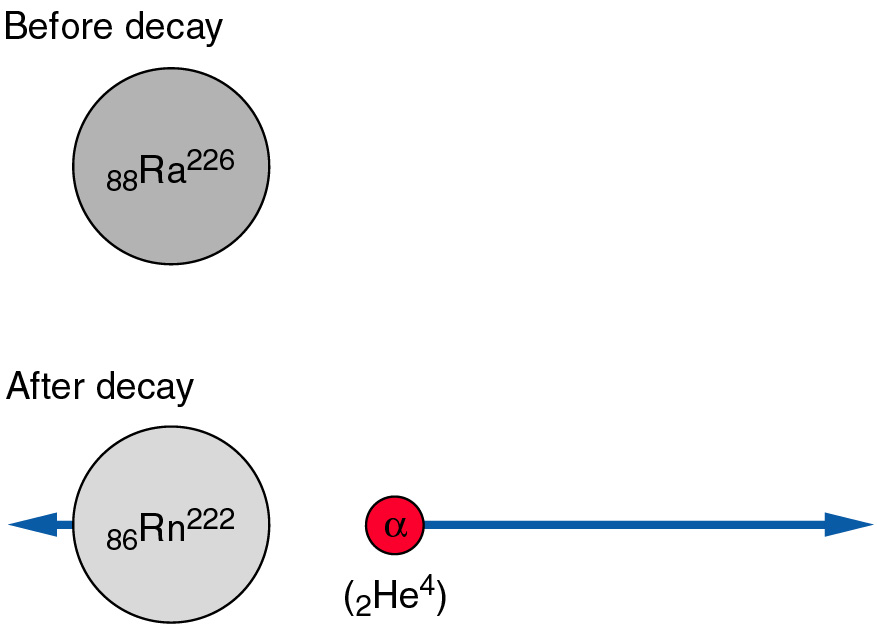 Before decay
₈₈Ra²²⁶
After decay
₈₆Rn²²²
α
(₂He⁴)